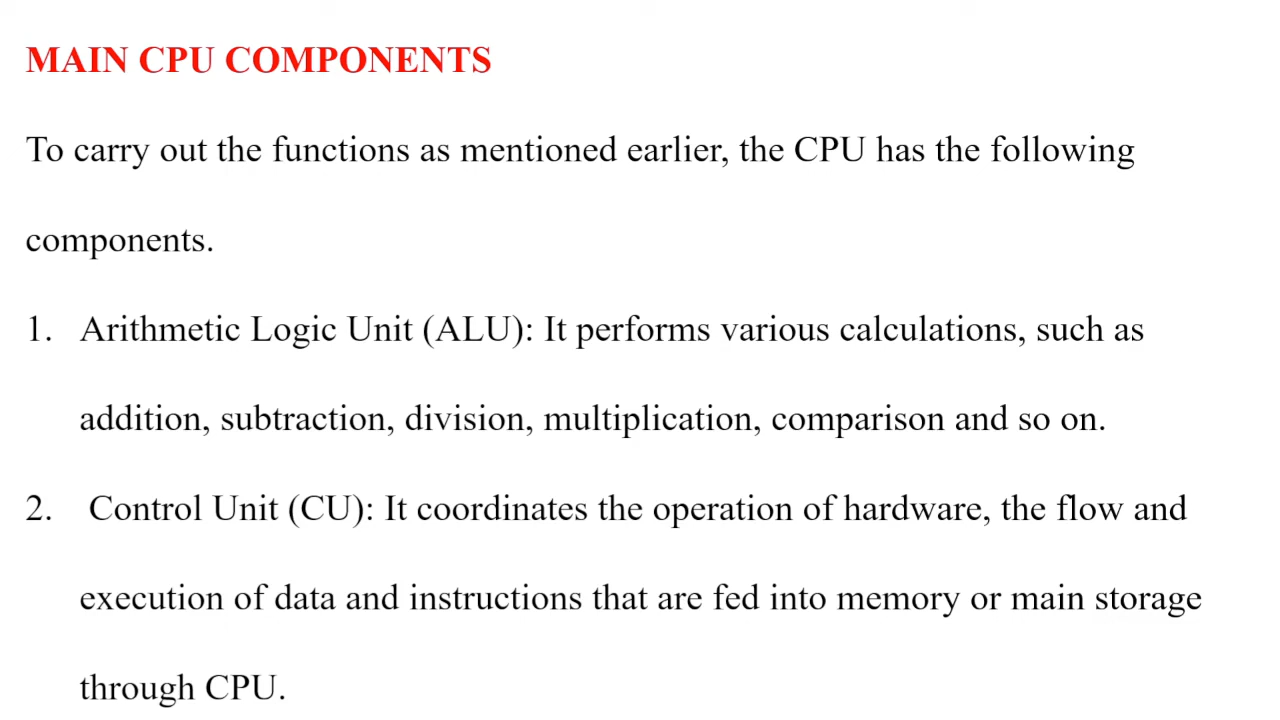 MAIN CPU COMPONENTS
To carry out the functions as mentioned earlier, the CPU has the following
components.
1. Arithmetic Logic Unit (ALU): It performs various calculations, such as
addition, subtraction, division, multiplication, comparison and so on.
2. Control Unit (CU): It coordinates the operation of hardware, the flow and
execution of data and instructions that are fed into memory or main storage
through CPU.